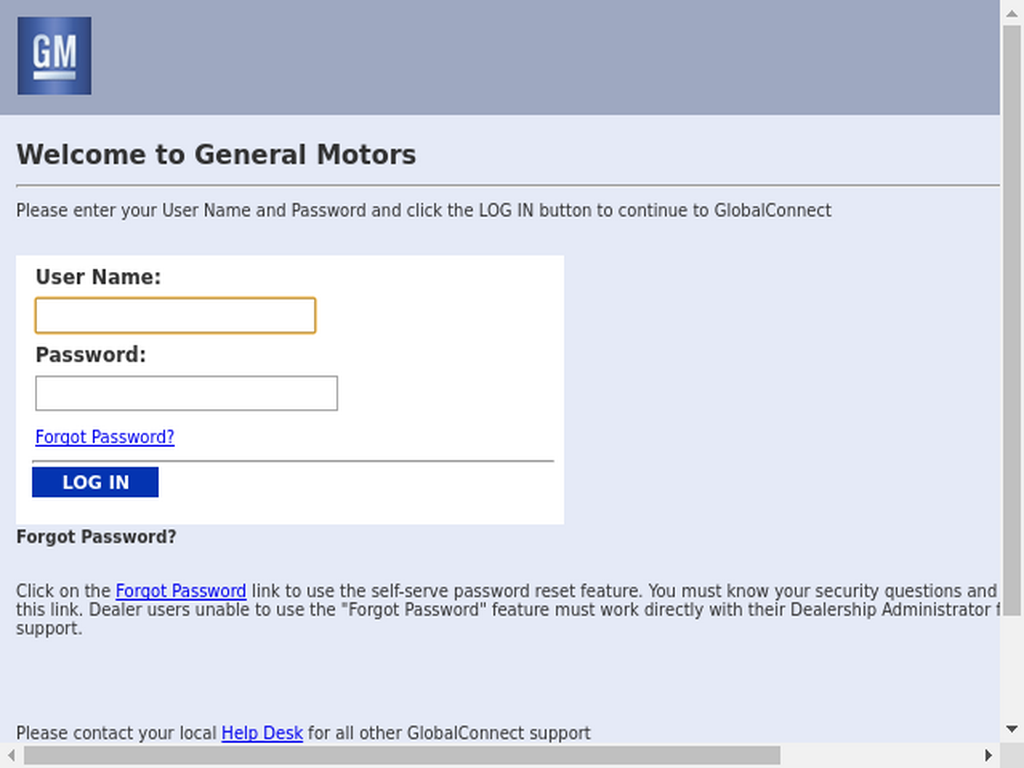 GM
Welcome to General Motors
Please enter your User Name and Password and click the LOG IN button to continue to GlobalConnect
User Name:
Password:
Forgot Password?
LOG IN
Forgot Password?
Click on the Forgot Password link to use the self-serve password reset feature. You must know your security questions and
this link. Dealer users unable to use the "Forgot Password" feature must work directly with their Dealership Administrator
support.
Please contact your local Help Desk for all other GlobalConnect support